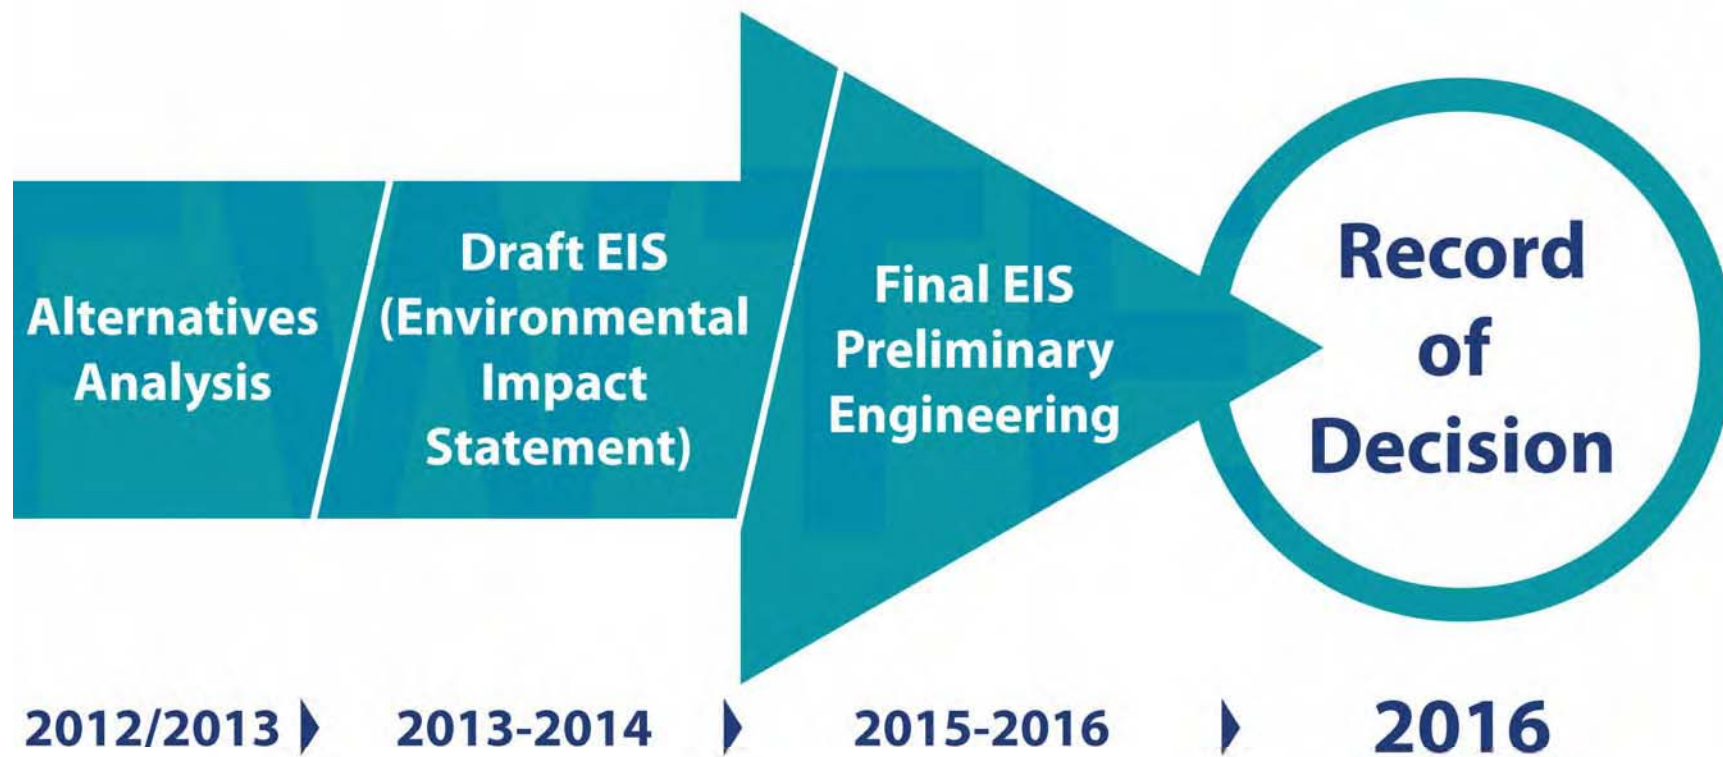 Alternatives
Analysis
Draft EIS
(Environmental
Impact
Statement)
Final EIS
Preliminary
Engineering
Record
of
Decision
2012/2013
2013-2014
2015-2016
2016